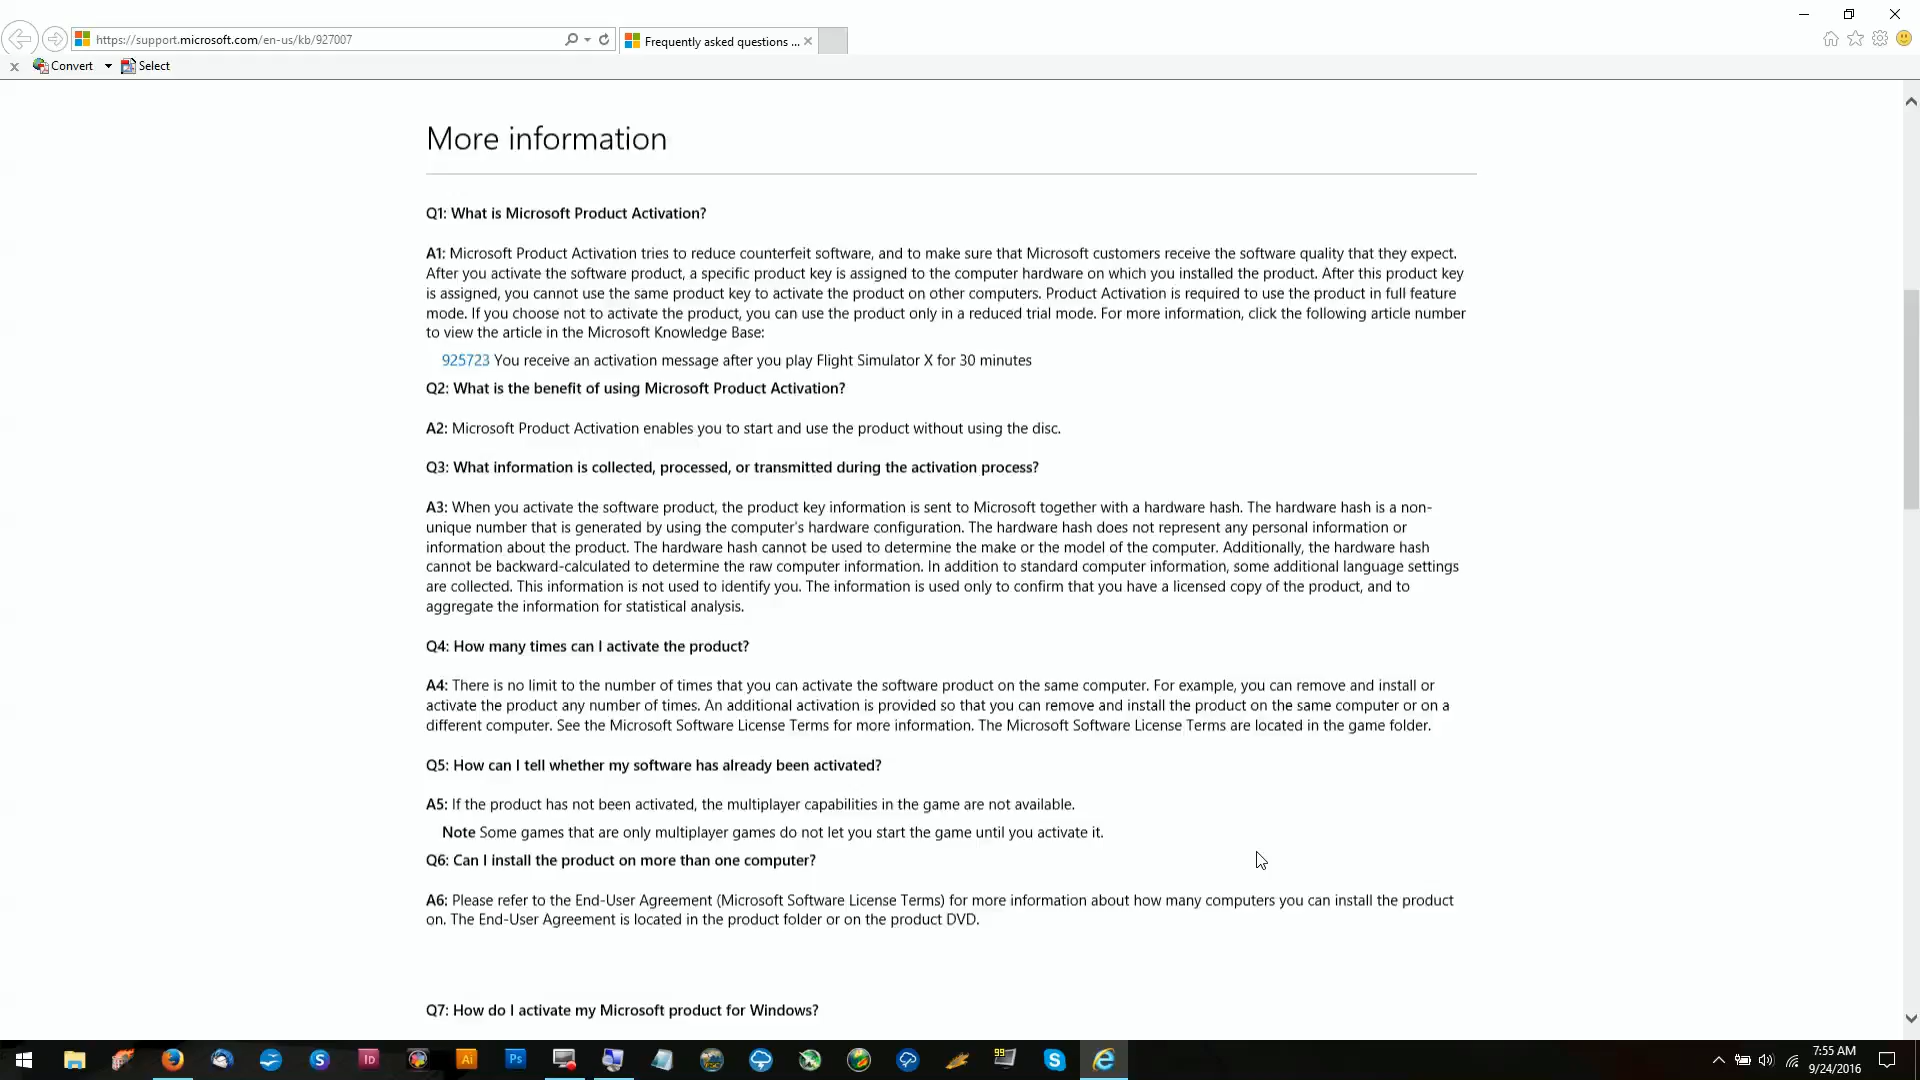 https://support.microsoft.com/en-us/kb/927007
Frequently asked questions ...
x Convert Select
More information
Q1: What is Microsoft Product Activation?
A1: Microsoft Product Activation tries to reduce counterfeit software, and to make sure that Microsoft customers receive the software quality that they expect.
After you activate the software product, a specific product key is assigned to the computer hardware on which you installed the product. After this product key
is assigned, you cannot use the same product key to activate the product on other computers. Product Activation is required to use the product in full feature
mode. If you choose not to activate the product, you can use the product only in a reduced trial mode. For more information, click the following article number
to view the article in the Microsoft Knowledge Base:
925723 You receive an activation message after you play Flight Simulator X for 30 minutes
Q2: What is the benefit of using Microsoft Product Activation?
A2: Microsoft Product Activation enables you to start and use the product without using the disc.
Q3: What information is collected, processed, or transmitted during the activation process?
A3: When you activate the software product, the product key information is sent to Microsoft together with a hardware hash. The hardware hash is a non-
unique number that is generated by using the computer's hardware configuration. The hardware hash does not represent any personal information or
information about the product. The hardware hash cannot be used to determine the make or the model of the computer. Additionally, the hardware hash
cannot be backward-calculated to determine the raw computer information. In addition to standard computer information, some additional language settings
are collected. This information is not used to identify you. The information is used only to confirm that you have a licensed copy of the product, and to
aggregate the information for statistical analysis.
Q4: How many times can I activate the product?
A4: There is no limit to the number of times that you can activate the software product on the same computer. For example, you can remove and install or
activate the product any number of times. An additional activation is provided so that you can remove and install the product on the same computer or on a
different computer. See the Microsoft Software License Terms for more information. The Microsoft Software License Terms are located in the game folder.
Q5: How can I tell whether my software has already been activated?
A5: If the product has not been activated, the multiplayer capabilities in the game are not available.
Note Some games that are only multiplayer games do not let you start the game until you activate it.
Q6: Can I install the product on more than one computer?
A6: Please refer to the End-User Agreement (Microsoft Software License Terms) for more information about how many computers you can install the product
on. The End-User Agreement is located in the product folder or on the product DVD.
Q7: How do I activate my Microsoft product for Windows?
S Id Ai Ps 99 S
7:55 AM
9/24/2016